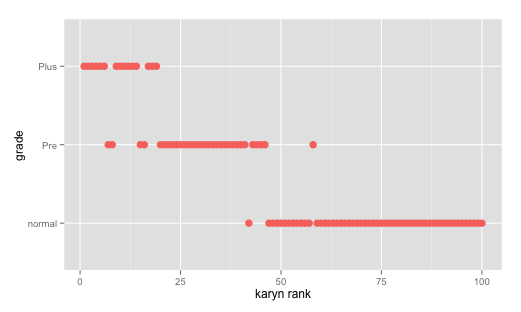 Plus
Pre
normal
grade
0 25 50 75 100
karyn rank